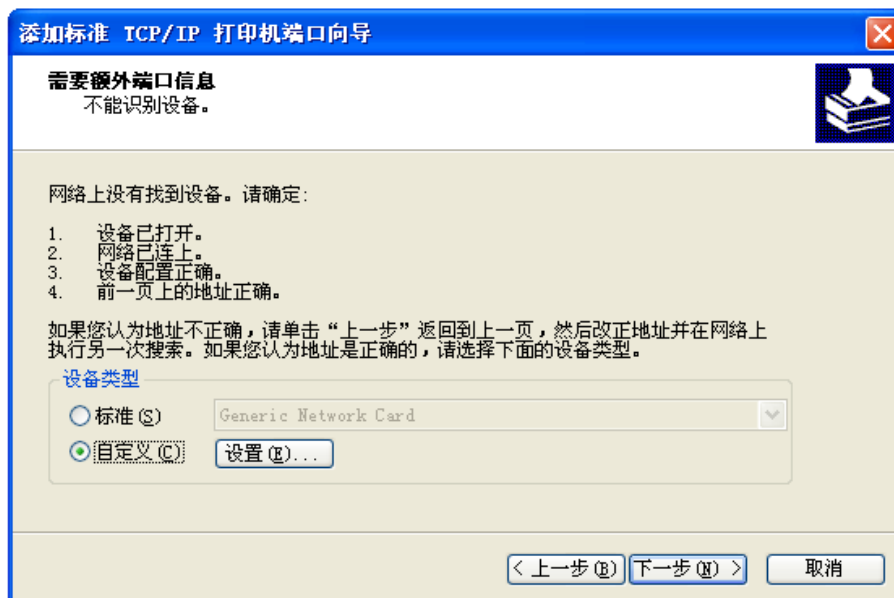 添加标准 TCP/IP 打印机端口向导
需要额外端口信息
不能识别设备。
网络上没有找到设备。请确定:
1. 设备已打开。
2. 网络已连上。
3. 设备配置正确。
4. 前一页上的地址正确。
如果您认为地址不正确，请单击“上一步”返回到上一页，然后改正地址并在网络上
执行另一次搜索。如果您认为地址是正确的，请选择下面的设备类型。
设备类型
标准(S) Generic Network Card
自定义(C) 设置(E)...
< 上一步(B) 下一步(N) > 取消